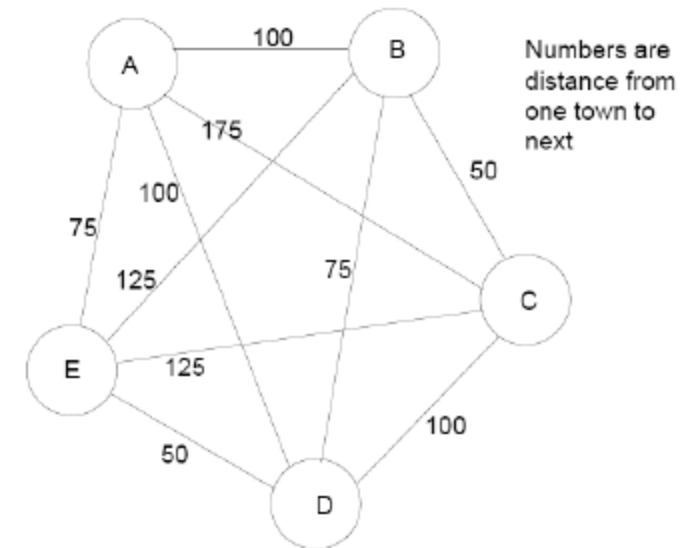 A
100
B
Numbers are
distance from
one town to
next
175
50
100
75
125
75
C
E
125
100
50
D